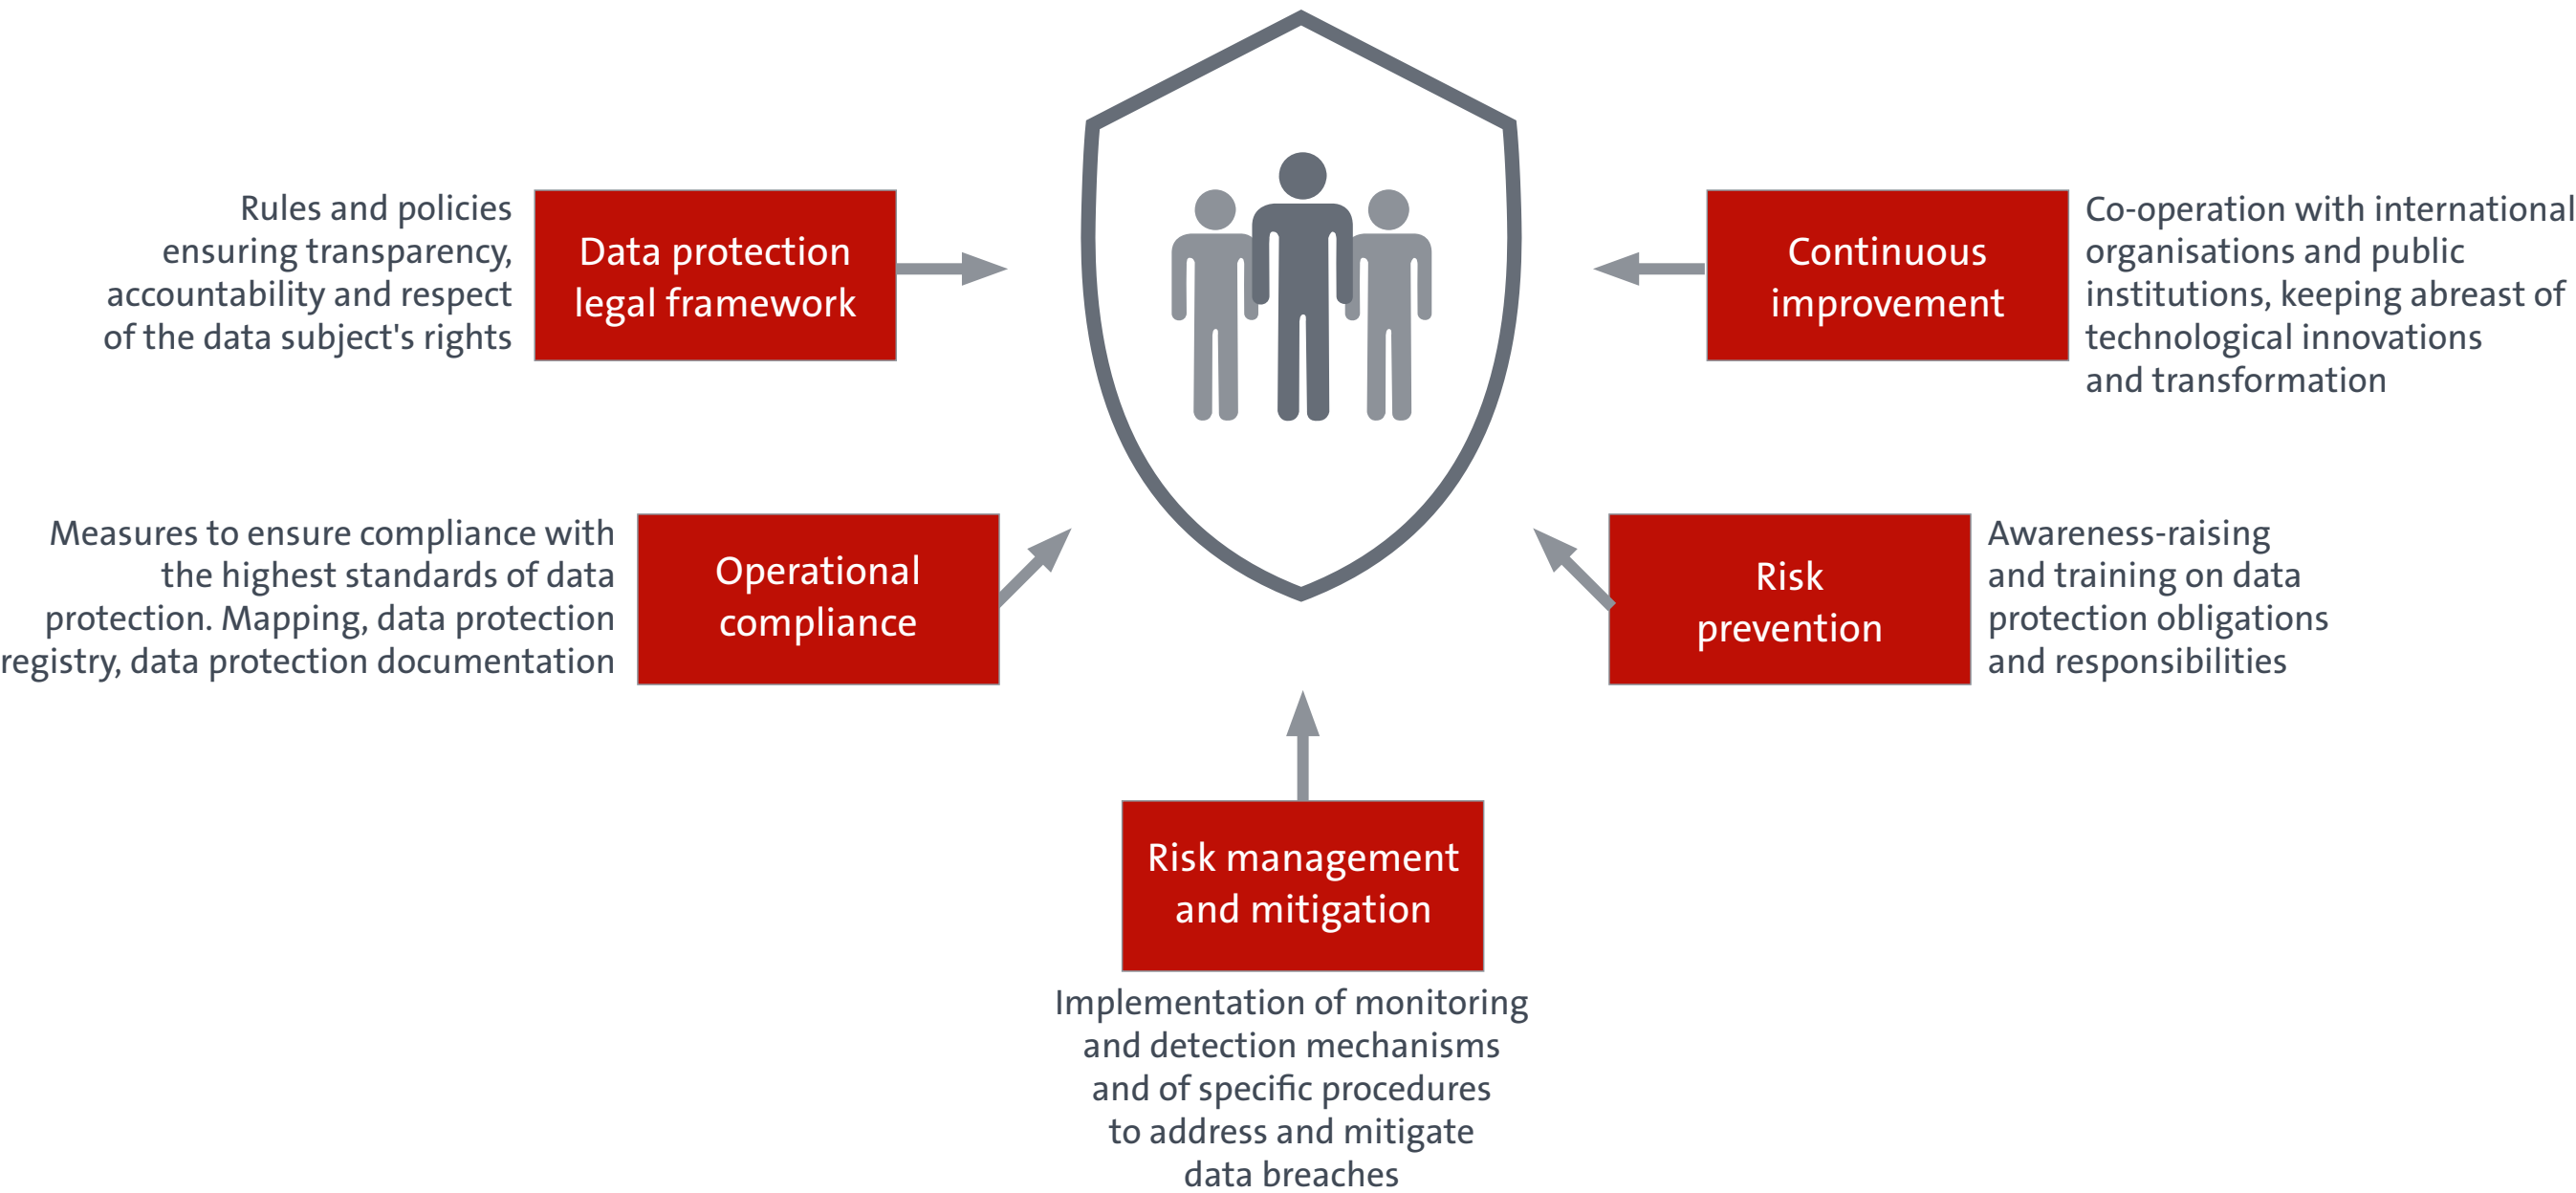 Rules and policies
ensuring transparency,
accountability and respect
of the data subject's rights
Data protection
legal framework
Continuous
improvement
Co-operation with international
organisations and public
institutions, keeping abreast of
technological innovations
and transformation
Measures to ensure compliance with
the highest standards of data
protection. Mapping, data protection
registry, data protection documentation
Operational
compliance
Risk
prevention
Awareness-raising
and training on data
protection obligations
and responsibilities
Risk management
and mitigation
Implementation of monitoring
and detection mechanisms
and of specific procedures
to address and mitigate
data breaches